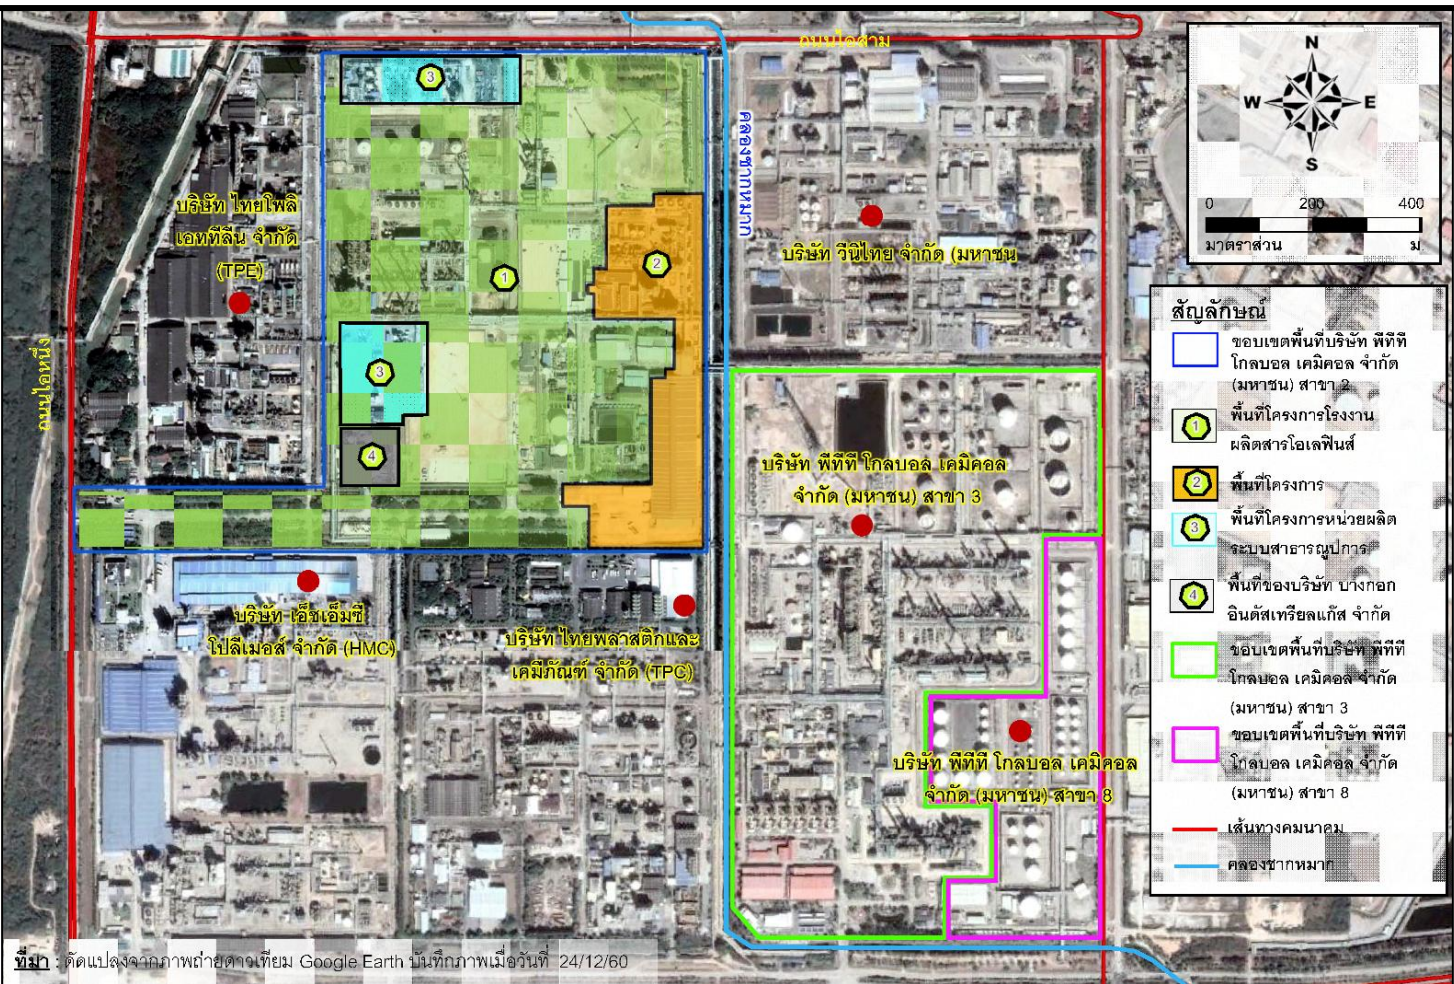 ถนนไอสาม
N
W
E
S
0 200 400
มาตราส่วน ม
3
คลองชากหมาก
บริษัท ไทยโพลิ
เอททีลีน จำกัด
(TPE)
บริษัท วีนิไทย จำกัด (มหาชน
2
1
ถนนไอหนึ่ง
3
4
บริษัท พีทีที โกลบอล เคมิคอล
จำกัด (มหาชน) สาขา 3
บริษัท เอ็ชเอ็มซี
โปลีเมอส์ จำกัด (HMC)
บริษัท ไทยพลาสติกและ
เคมีภัณฑ์ จำกัด (TPC)
บริษัท พีทีที โกลบอล เคมิคอล
จำกัด (มหาชน) สาขา 8
สัญลักษณ์
ขอบเขตพื้นที่บริษัท พีทีที
โกลบอล เคมิคอล จำกัด
(มหาชน) สาขา 2
1
พื้นที่โครงการโรงงาน
ผลิตสารโอเลฟินส์
2
พื้นที่โครงการ
3
พื้นที่โครงการหน่วยผลิต
ระบบสาธารณูปการ
4
พื้นที่ของบริษัท บางกอก
อินดัสเทรียลแก๊ส จำกัด
ขอบเขตพื้นที่บริษัท พีทีที
โกลบอล เคมิคอล จำกัด
(มหาชน) สาขา 3
ขอบเขตพื้นที่บริษัท พีทีที
โกลบอล เคมิคอล จำกัด
(มหาชน) สาขา 8
เส้นทางคมนาคม
คลองชากหมาก
ที่มา : ดัดแปลงจากภาพถ่ายดาวเทียม Google Earth บันทึกภาพเมื่อวันที่ 24/12/60